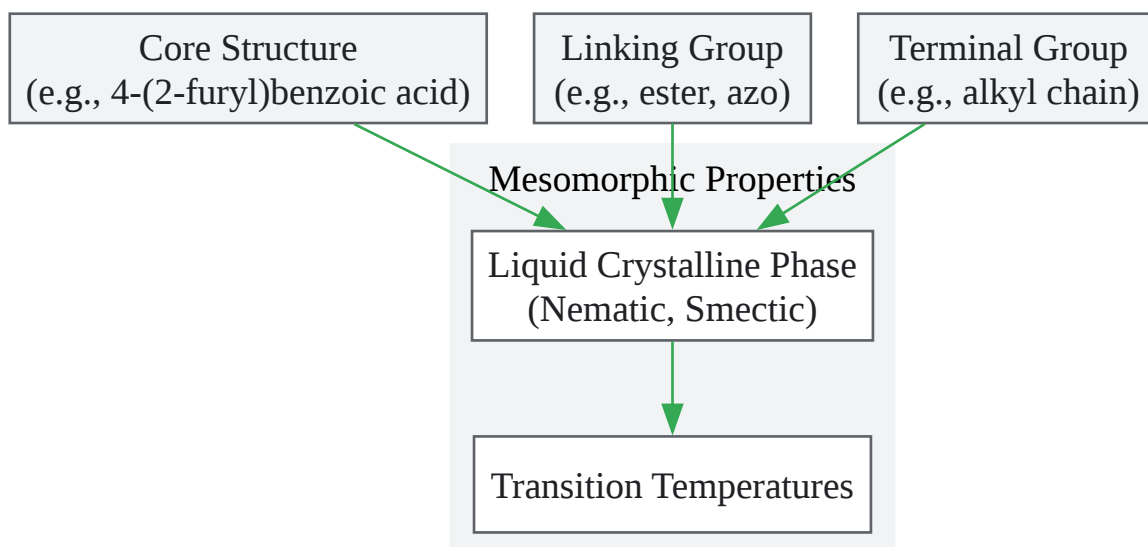 Core Structure
(e.g., 4-(2-furyl)benzoic acid)
Linking Group
(e.g., ester, azo)
Terminal Group
(e.g., alkyl chain)
Mesomorphic Properties
Liquid Crystalline Phase
(Nematic, Smectic)
Transition Temperatures